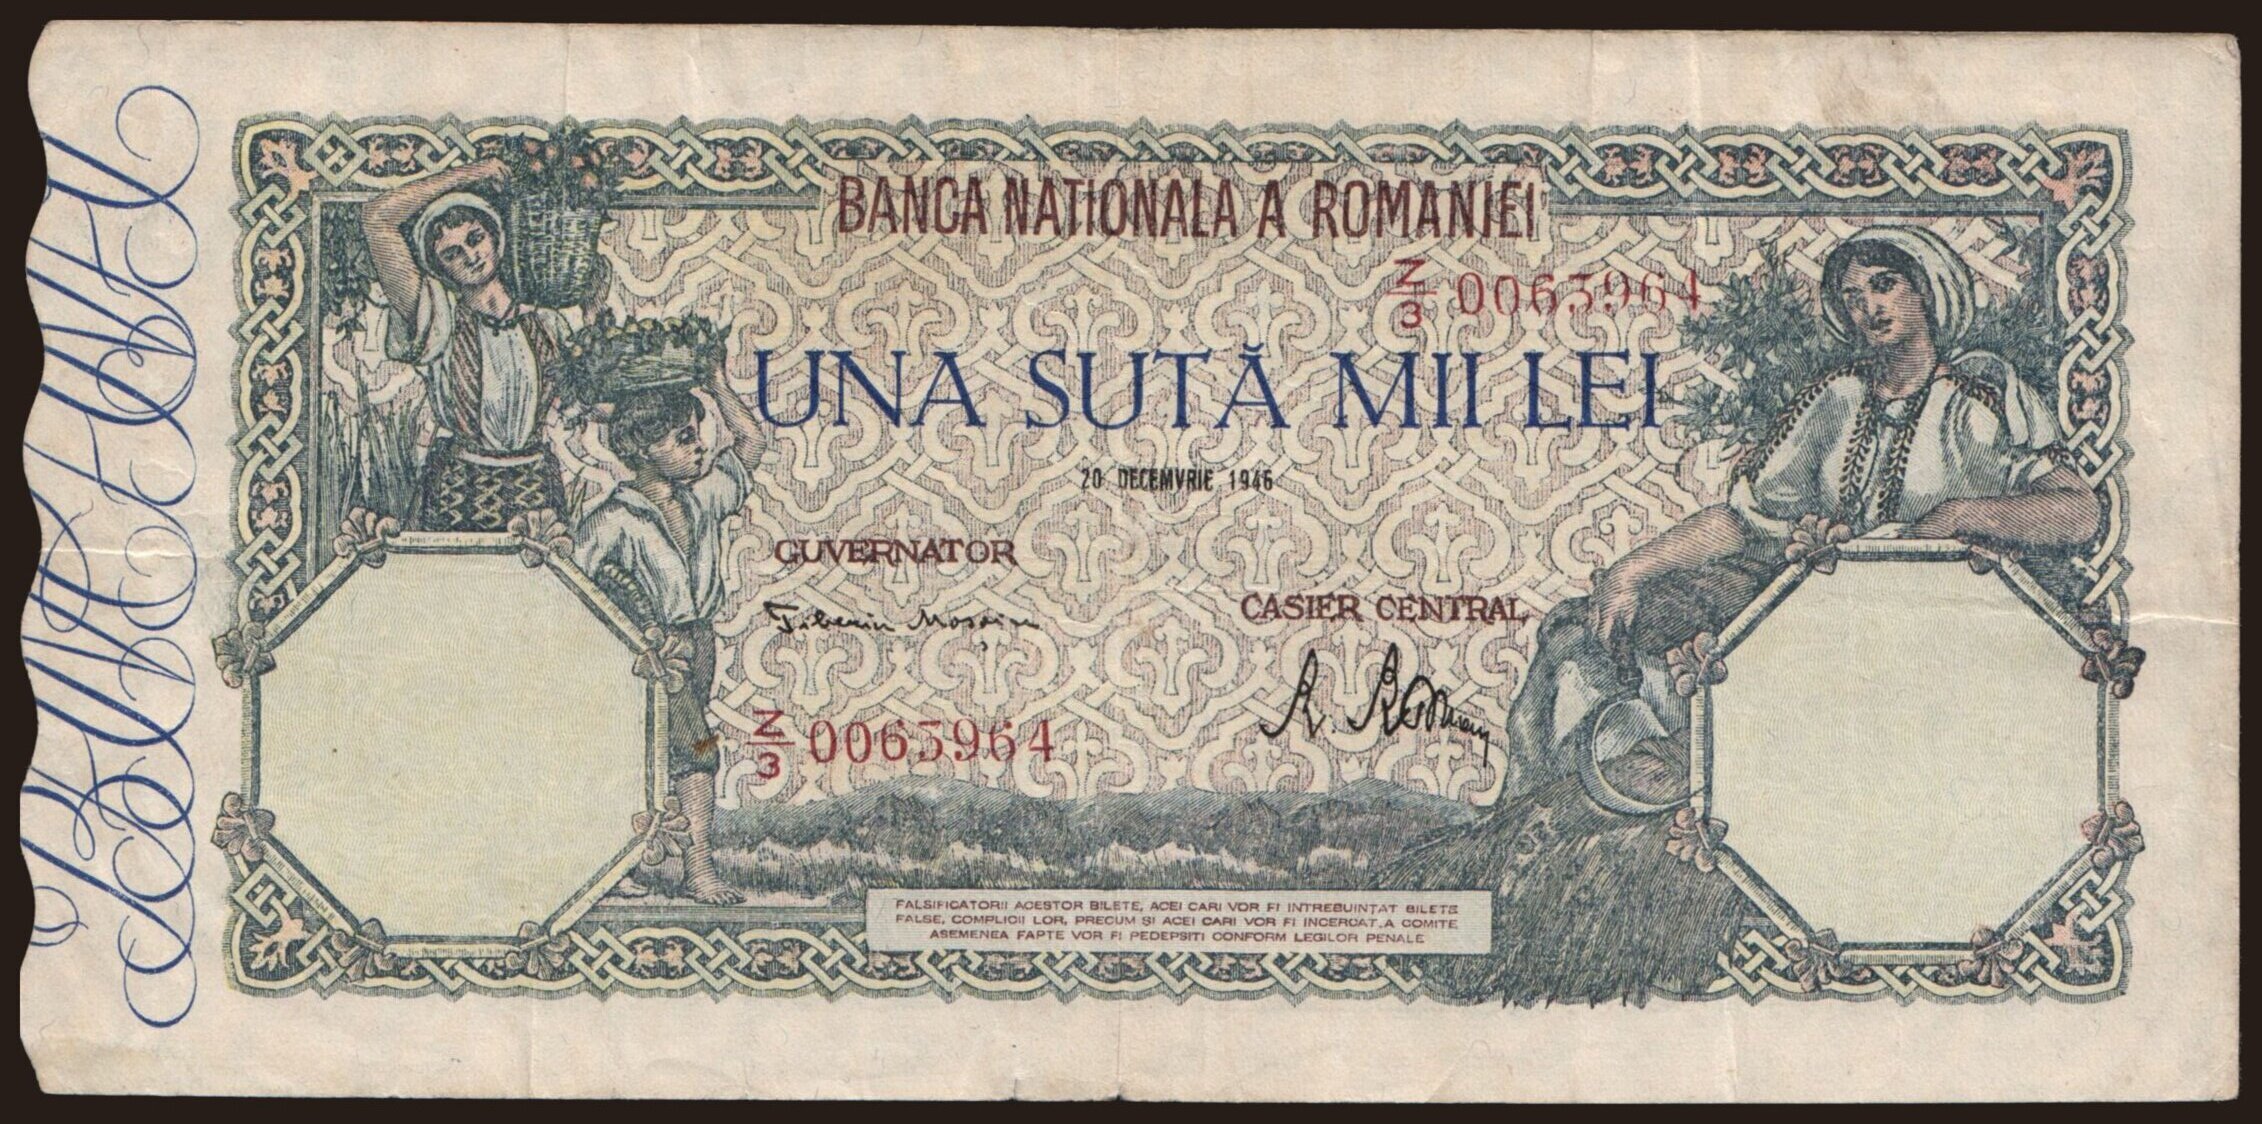 BANCA NATIONALA A ROMANIEI
Z/3 0063964
UNA SUTĂ MII LEI
20 DECEMVRIE 1946
GUVERNATOR
CASIER CENTRAL
Z/3 0063964
FALSIFICATORII ACESTOR BILETE, ACEI CARI VOR FI INTREBUINȚAT BILETE
FALSE, COMPLICII LOR, PRECUM SI ACEI CARI VOR FI INCERCAT A COMITE
ASEMENEA FAPTE VOR FI PEDEPSITI CONFORM LEGILOR PENALE